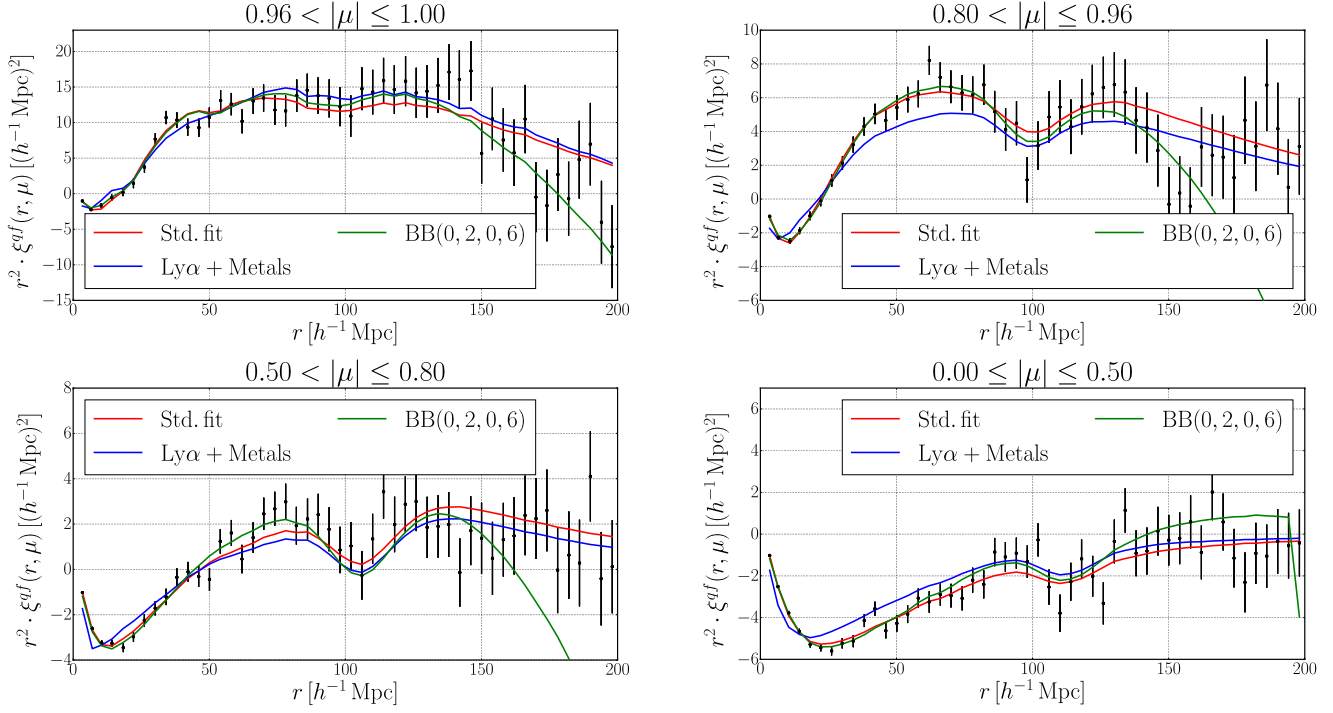 0.96 < |μ| ≤ 1.00
r² · ξ^{qf}(r, μ) [(h⁻¹ Mpc)²]
20
15
10
5
0
−5
−10
−15
Std. fit
BB(0, 2, 0, 6)
Lyα + Metals
0 50 100 150 200
r [h⁻¹ Mpc]
0.80 < |μ| ≤ 0.96
r² · ξ^{qf}(r, μ) [(h⁻¹ Mpc)²]
10
8
6
4
2
0
−2
−4
−6
Std. fit
BB(0, 2, 0, 6)
Lyα + Metals
0 50 100 150 200
r [h⁻¹ Mpc]
0.50 < |μ| ≤ 0.80
r² · ξ^{qf}(r, μ) [(h⁻¹ Mpc)²]
8
6
4
2
0
−2
−4
Std. fit
BB(0, 2, 0, 6)
Lyα + Metals
0 50 100 150 200
r [h⁻¹ Mpc]
0.00 ≤ |μ| ≤ 0.50
r² · ξ^{qf}(r, μ) [(h⁻¹ Mpc)²]
6
4
2
0
−2
−4
−6
Std. fit
BB(0, 2, 0, 6)
Lyα + Metals
0 50 100 150 200
r [h⁻¹ Mpc]